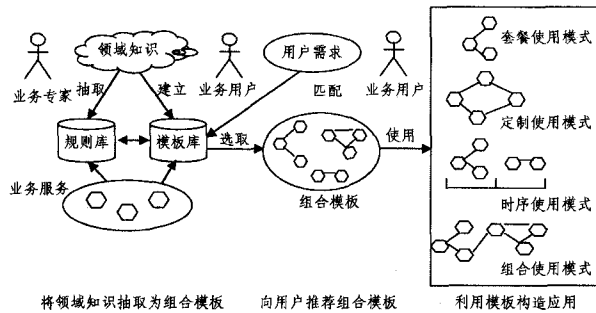 领域知识
用户需求
业务专家
抽取
建立
业务用户
匹配
业务用户
规则库
模板库
选取
使用
业务服务
组合模板
套餐使用模式
定制使用模式
时序使用模式
组合使用模式
将领域知识抽取为组合模板
向用户推荐组合模板
利用模板构造应用